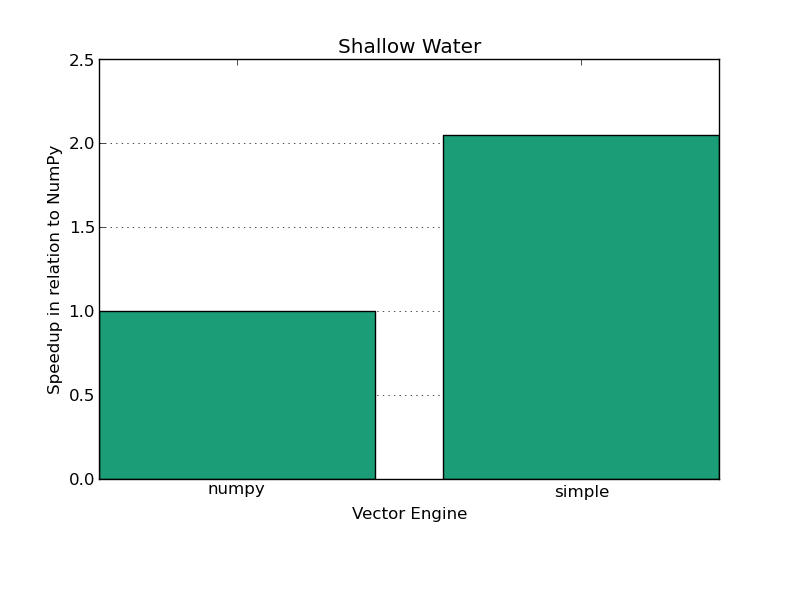 Shallow Water
Speedup in relation to NumPy
2.5
2.0
1.5
1.0
0.5
0.0
numpy
simple
Vector Engine